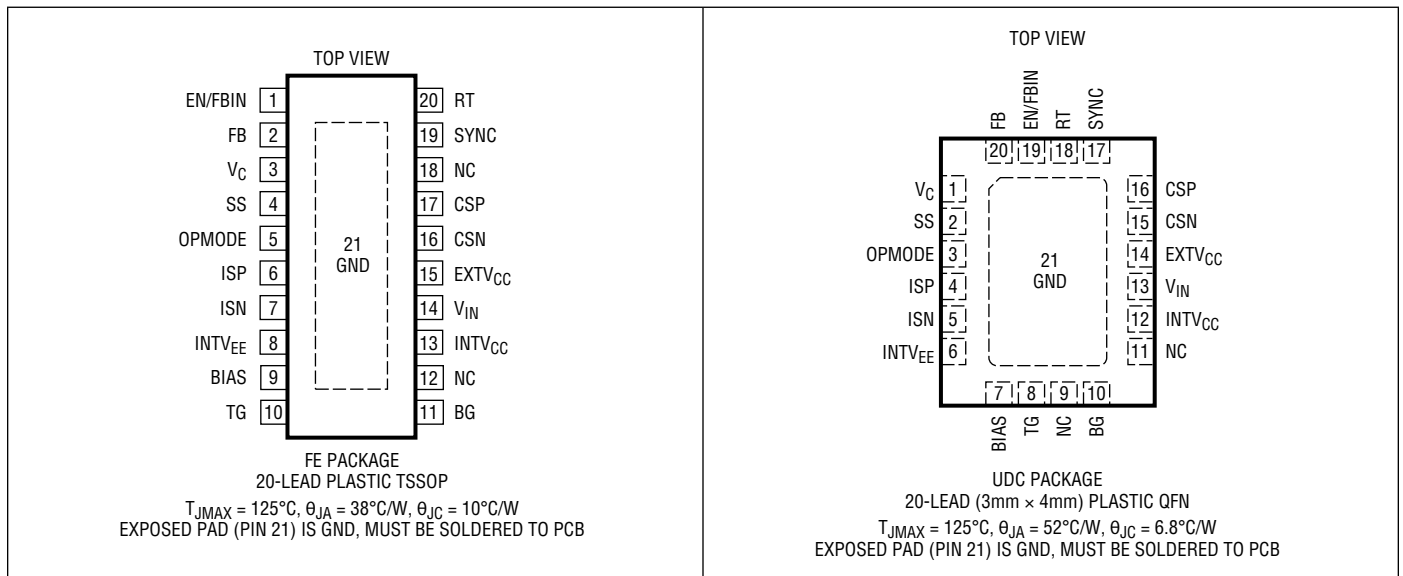 TOP VIEW
EN/FBIN 1
FB 2
VC 3
SS 4
OPMODE 5
ISP 6
ISN 7
INTVEE 8
BIAS 9
TG 10
20 RT
19 SYNC
18 NC
17 CSP
16 CSN
15 EXTVCC
14 VIN
13 INTVCC
12 NC
11 BG
21
GND
FE PACKAGE
20-LEAD PLASTIC TSSOP
TJMAX = 125°C, θJA = 38°C/W, θJC = 10°C/W
EXPOSED PAD (PIN 21) IS GND, MUST BE SOLDERED TO PCB
TOP VIEW
FB EN/FBIN RT SYNC
20 19 18 17
VC 1
SS 2
OPMODE 3
ISP 4
ISN 5
INTVEE 6
16 CSP
15 CSN
14 EXTVCC
13 VIN
12 INTVCC
11 NC
21
GND
7 8 9 10
BIAS TG NC BG
UDC PACKAGE
20-LEAD (3mm × 4mm) PLASTIC QFN
TJMAX = 125°C, θJA = 52°C/W, θJC = 6.8°C/W
EXPOSED PAD (PIN 21) IS GND, MUST BE SOLDERED TO PCB